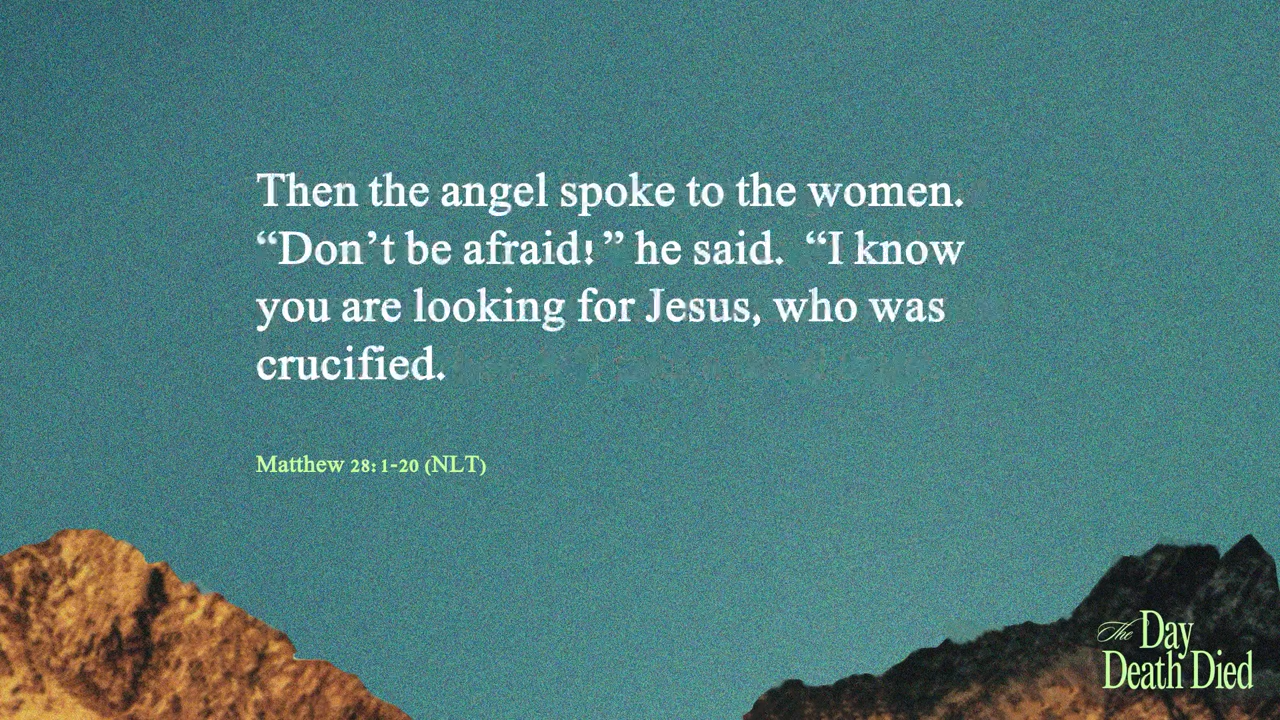 Then the angel spoke to the women.
“Don’t be afraid!” he said.  “I know
you are looking for Jesus, who was
crucified.
Matthew 28:1-20 (NLT)
The Day
Death Died